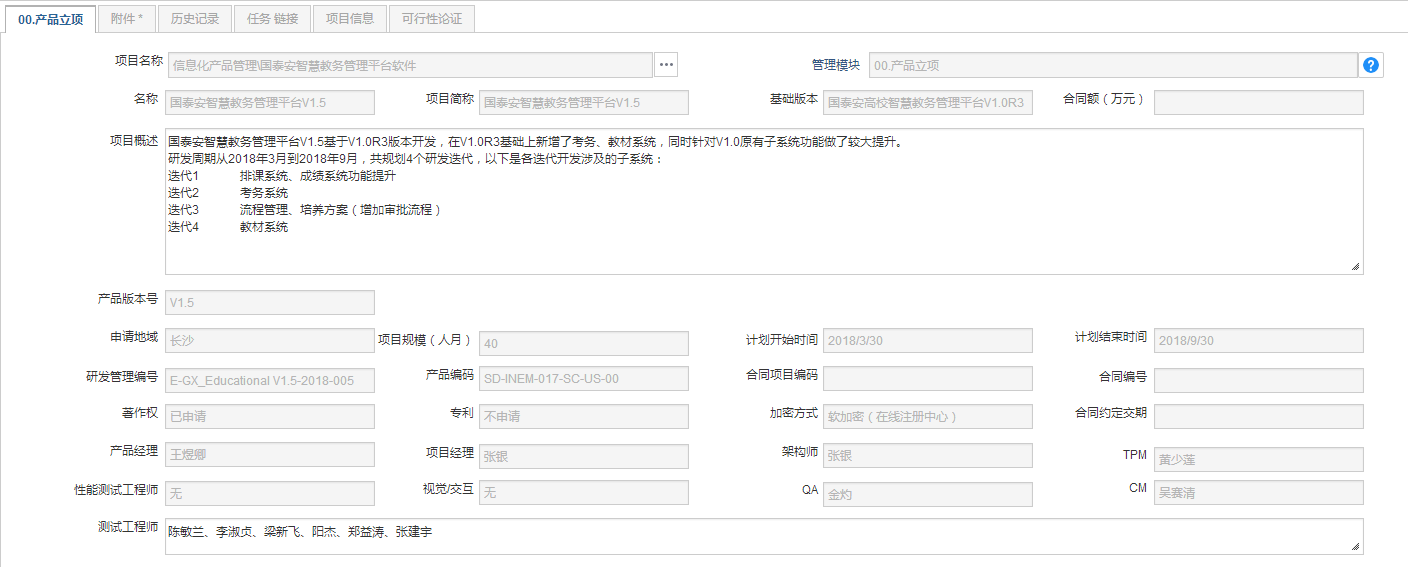 00.产品立项 附件 * 历史记录 任务 链接 项目信息 可行性论证
项目名称 信息化产品管理\国泰安智慧教务管理平台软件 ••• 管理模块 00.产品立项 ?
名称 国泰安智慧教务管理平台V1.5 项目简称 国泰安智慧教务管理平台V1.5 基础版本 国泰安高校智慧教务管理平台V1.0R3 合同额（万元）
项目概述 国泰安智慧教务管理平台V1.5基于V1.0R3版本开发，在V1.0R3基础上新增了考务、教材系统，同时针对V1.0原有子系统功能做了较大提升。
研发周期从2018年3月到2018年9月，共规划4个研发迭代，以下是各迭代开发涉及的子系统：
迭代1 排课系统、成绩系统功能提升
迭代2 考务系统
迭代3 流程管理、培养方案（增加审批流程）
迭代4 教材系统
产品版本号 V1.5
申请地域 长沙 项目规模（人月） 40 计划开始时间 2018/3/30 计划结束时间 2018/9/30
研发管理编号 E-GX_Educational V1.5-2018-005 产品编码 SD-INEM-017-SC-US-00 合同项目编码 合同编号
著作权 已申请 专利 不申请 加密方式 软加密（在线注册中心） 合同约定交期
产品经理 王煜卿 项目经理 张银 架构师 张银 TPM 黄少莲
性能测试工程师 无 视觉/交互 无 QA 金灼 CM 吴赛清
测试工程师 陈敏兰、李淑贞、梁新飞、阳杰、郑益涛、张建宇